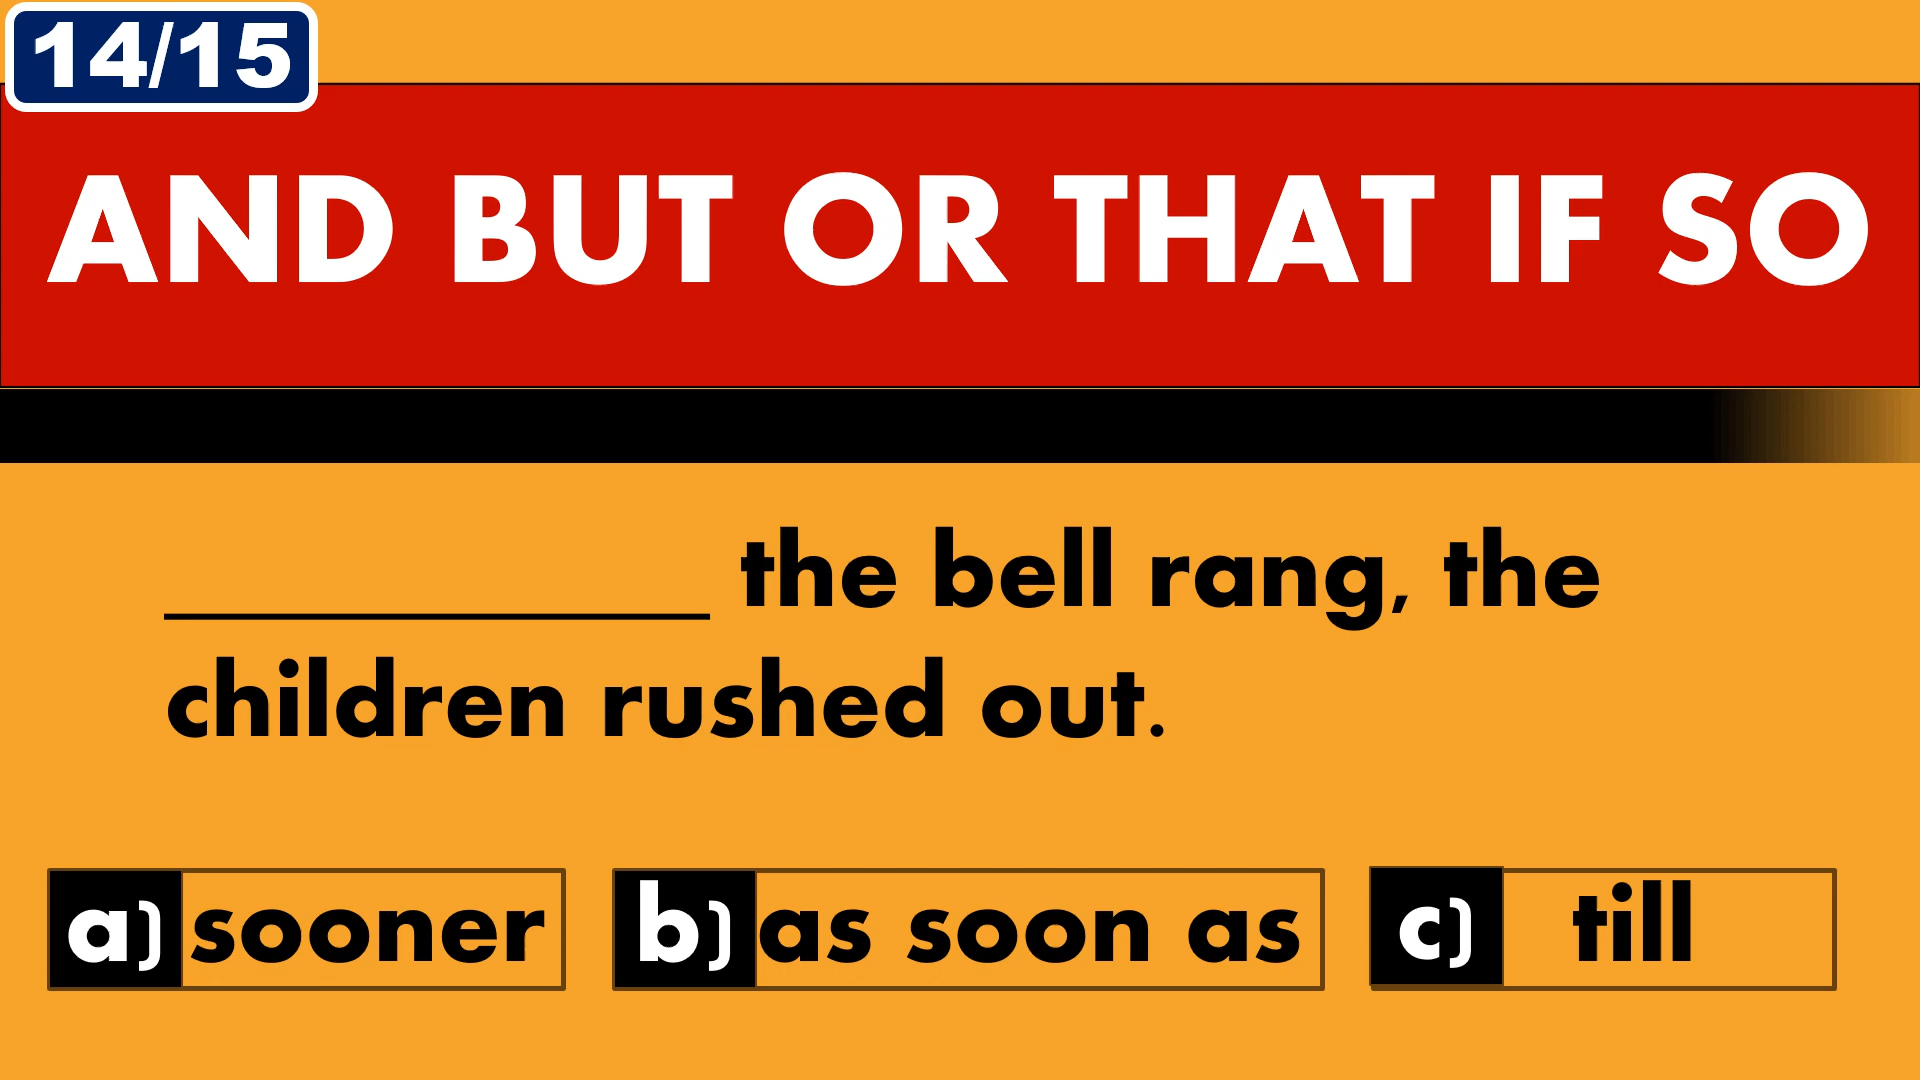 14/15
AND BUT OR THAT IF SO
____________ the bell rang, the
children rushed out.
a) sooner b) as soon as c) till